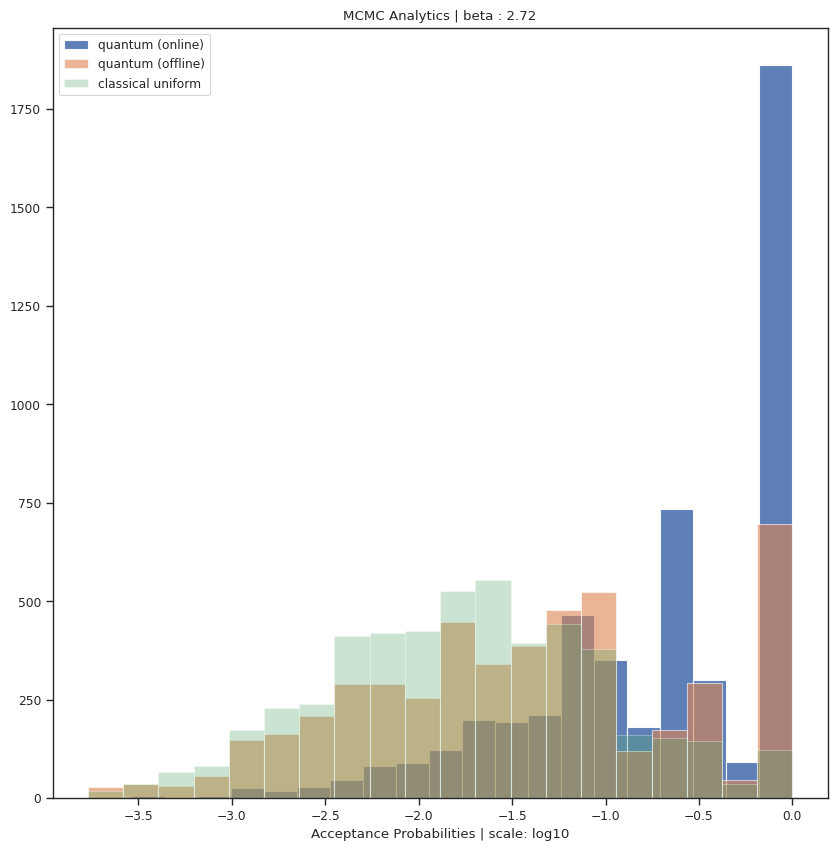 MCMC Analytics | beta : 2.72
quantum (online)
quantum (offline)
classical uniform
1750
1500
1250
1000
750
500
250
0
−3.5 −3.0 −2.5 −2.0 −1.5 −1.0 −0.5 0.0
Acceptance Probabilities | scale: log10